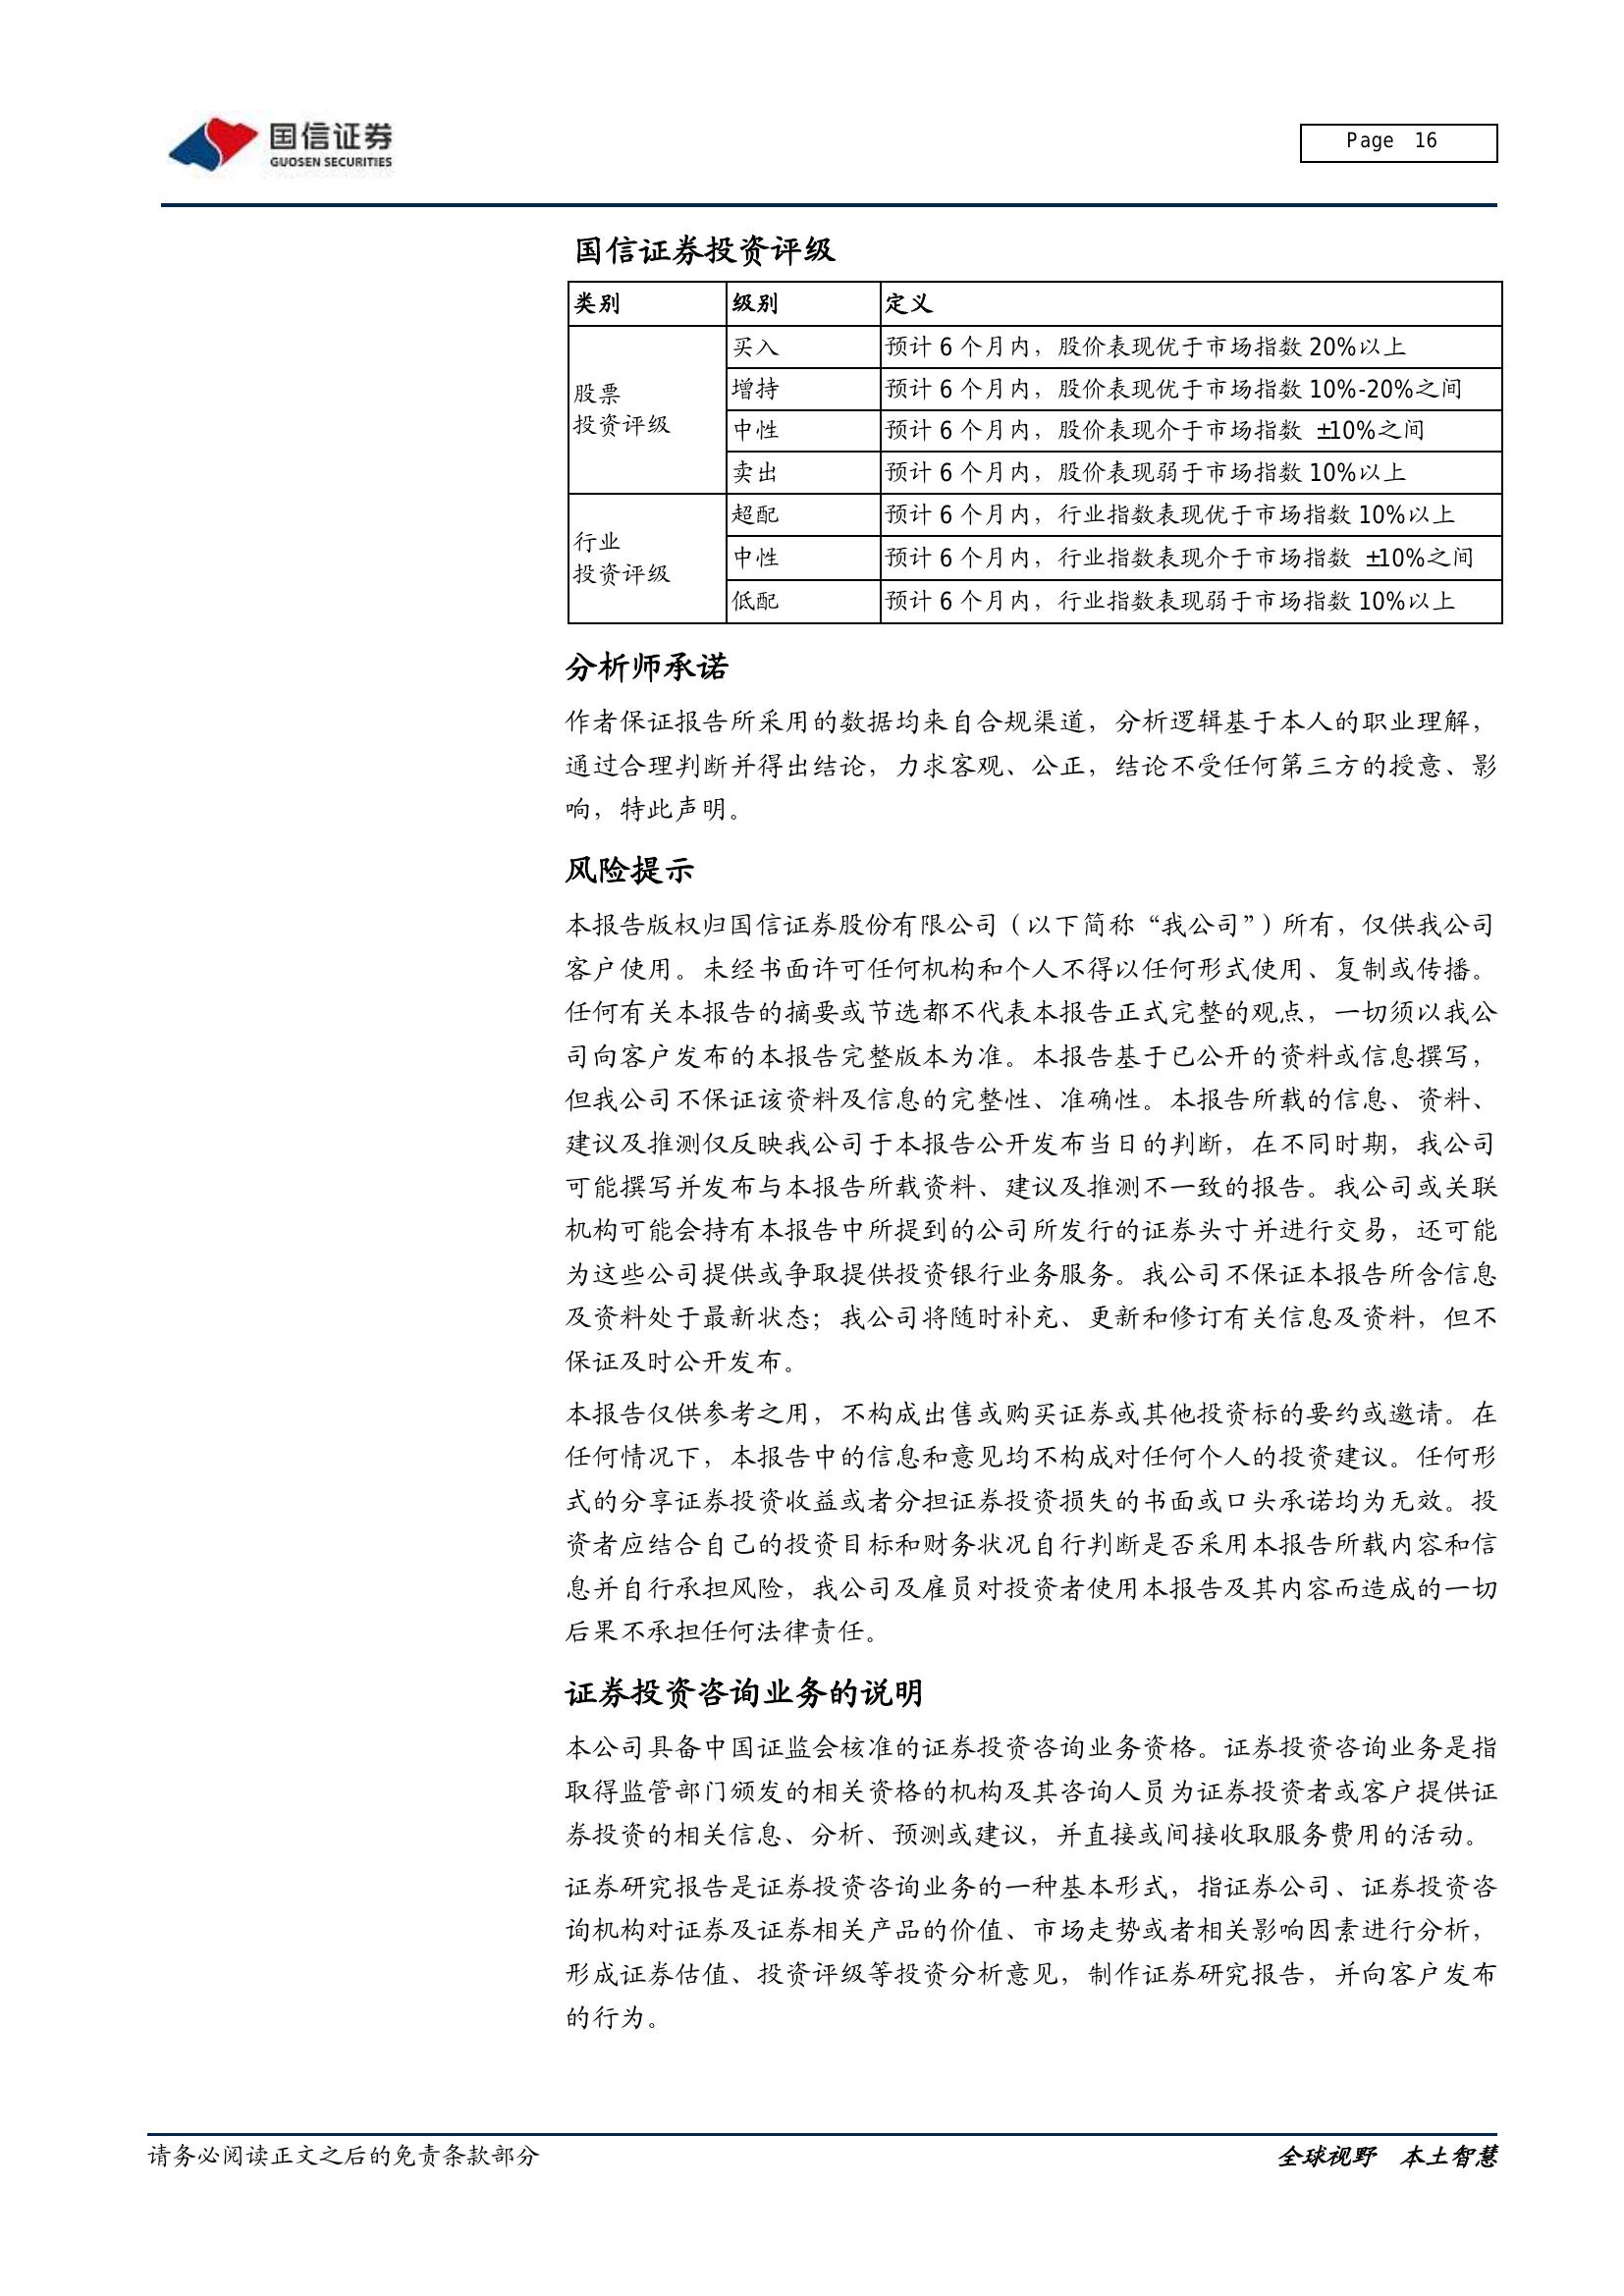 国信证券
GUOSEN SECURITIES
Page 16
国信证券投资评级
类别 级别 定义
股票
投资评级
买入 预计 6 个月内，股价表现优于市场指数 20%以上
增持 预计 6 个月内，股价表现优于市场指数 10%-20%之间
中性 预计 6 个月内，股价表现介于市场指数 ±10%之间
卖出 预计 6 个月内，股价表现弱于市场指数 10%以上
行业
投资评级
超配 预计 6 个月内，行业指数表现优于市场指数 10%以上
中性 预计 6 个月内，行业指数表现介于市场指数 ±10%之间
低配 预计 6 个月内，行业指数表现弱于市场指数 10%以上
分析师承诺
作者保证报告所采用的数据均来自合规渠道，分析逻辑基于本人的职业理解，
通过合理判断并得出结论，力求客观、公正，结论不受任何第三方的授意、影
响，特此声明。
风险提示
本报告版权归国信证券股份有限公司（以下简称“我公司”）所有，仅供我公司
客户使用。未经书面许可任何机构和个人不得以任何形式使用、复制或传播。
任何有关本报告的摘要或节选都不代表本报告正式完整的观点，一切须以我公
司向客户发布的本报告完整版本为准。本报告基于已公开的资料或信息撰写，
但我公司不保证该资料及信息的完整性、准确性。本报告所载的信息、资料、
建议及推测仅反映我公司于本报告公开发布当日的判断，在不同时期，我公司
可能撰写并发布与本报告所载资料、建议及推测不一致的报告。我公司或关联
机构可能会持有本报告中所提到的公司所发行的证券头寸并进行交易，还可能
为这些公司提供或争取提供投资银行业务服务。我公司不保证本报告所含信息
及资料处于最新状态；我公司将随时补充、更新和修订有关信息及资料，但不
保证及时公开发布。
本报告仅供参考之用，不构成出售或购买证券或其他投资标的要约或邀请。在
任何情况下，本报告中的信息和意见均不构成对任何个人的投资建议。任何形
式的分享证券投资收益或者分担证券投资损失的书面或口头承诺均为无效。投
资者应结合自己的投资目标和财务状况自行判断是否采用本报告所载内容和信
息并自行承担风险，我公司及雇员对投资者使用本报告及其内容而造成的一切
后果不承担任何法律责任。
证券投资咨询业务的说明
本公司具备中国证监会核准的证券投资咨询业务资格。证券投资咨询业务是指
取得监管部门颁发的相关资格的机构及其咨询人员为证券投资者或客户提供证
券投资的相关信息、分析、预测或建议，并直接或间接收取服务费用的活动。
证券研究报告是证券投资咨询业务的一种基本形式，指证券公司、证券投资咨
询机构对证券及证券相关产品的价值、市场走势或者相关影响因素进行分析，
形成证券估值、投资评级等投资分析意见，制作证券研究报告，并向客户发布
的行为。
请务必阅读正文之后的免责条款部分
全球视野 本土智慧